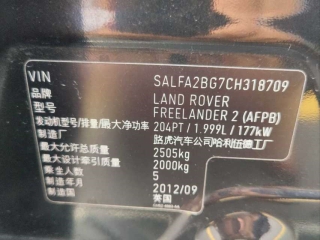 VIN SALFA2BG7CH318709
品牌 LAND ROVER
型号 FREELANDER 2 (AFPB)
发动机型号/排量/最大净功率 204PT / 1.999L / 177kW
制造厂 路虎汽车公司哈利伍德工厂
最大允许总质量 2505kg
最大设计牵引质量 2000kg
乘坐人数 5
制造年月 2012/09
制造国 英国